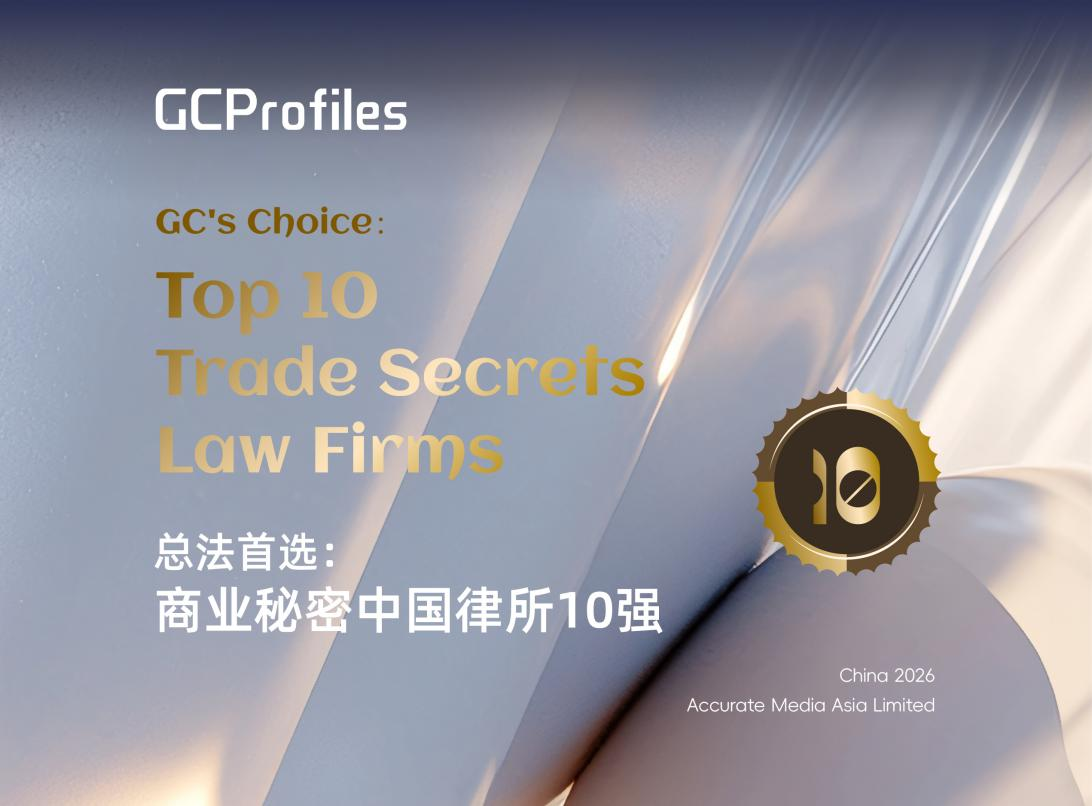 GCProfiles
GC's Choice:
Top 10
Trade Secrets
Law Firms
总法首选：
商业秘密中国律所10强
10
China 2026
Accurate Media Asia Limited